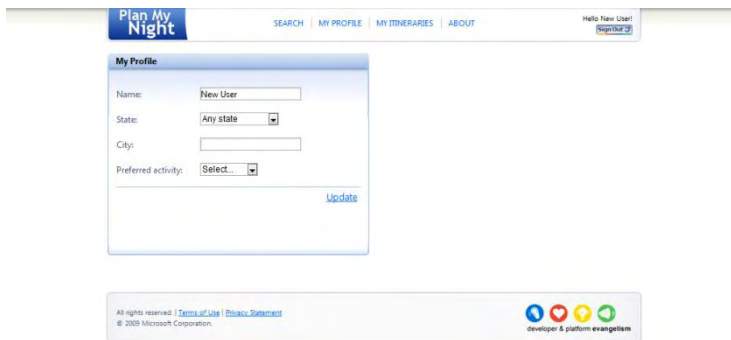 Plan My
Night
SEARCH | MY PROFILE | MY ITINERARIES | ABOUT
Hello New User!
Sign Out
My Profile
Name: New User
State: Any state
City:
Preferred activity: Select...
Update
All rights reserved. | Terms of Use | Privacy Statement
© 2009 Microsoft Corporation.
developer & platform evangelism